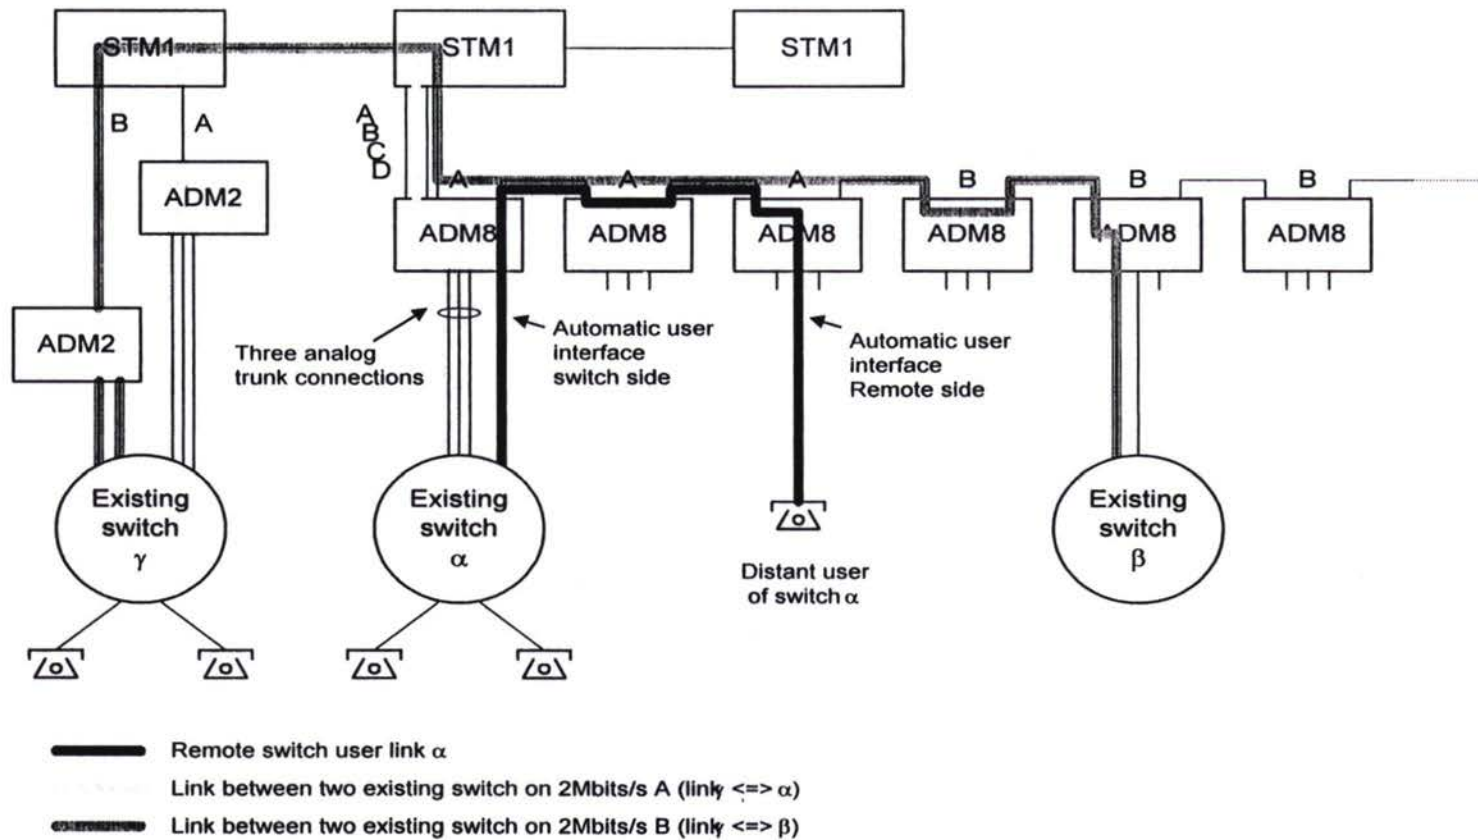 STM1
STM1
STM1
B
A
A
B
C
D
ADM2
A
A
A
B
B
B
ADM8
ADM8
ADM8
ADM8
ADM8
ADM8
ADM2
Three analog
trunk connections
Automatic user
interface
switch side
Automatic user
interface
Remote side
Existing
switch
γ
Existing
switch
α
Distant user
of switch α
Existing
switch
β
Remote switch user link α
Link between two existing switch on 2Mbits/s A (link γ <=> α)
Link between two existing switch on 2Mbits/s B (link γ <=> β)